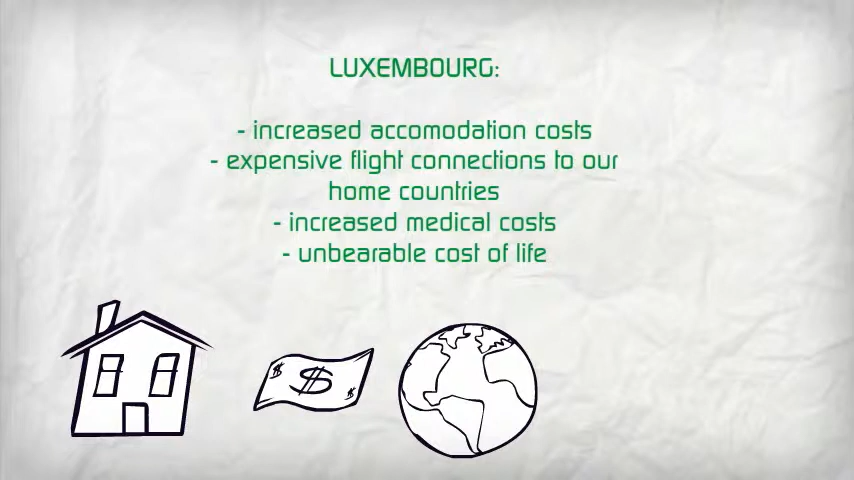 LUXEMBOURG:
- increased accomodation costs
- expensive flight connections to our
home countries
- increased medical costs
- unbearable cost of life
$ $ $